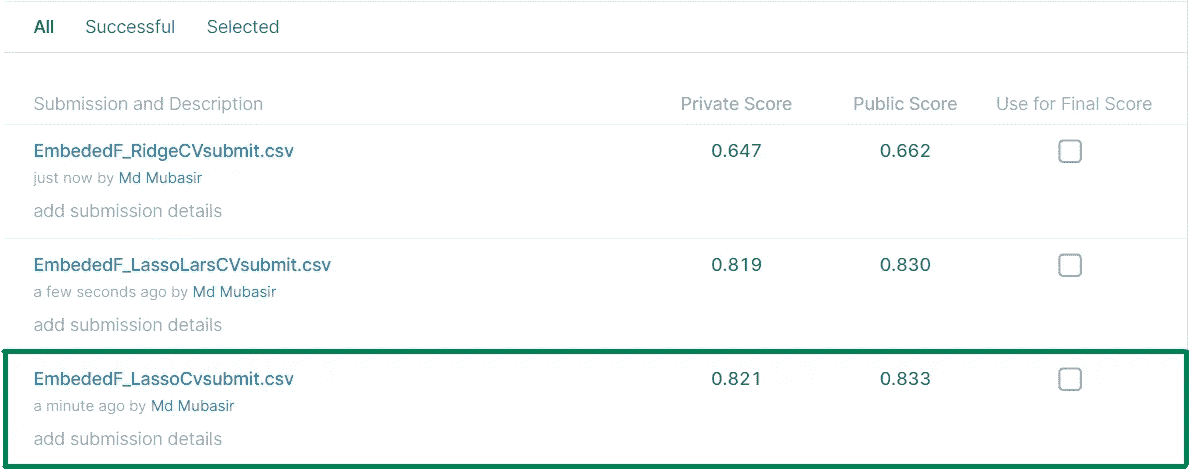 All Successful Selected
Submission and Description Private Score Public Score Use for Final Score
EmbededF_RidgeCVsubmit.csv 0.647 0.662
just now by Md Mubasir
add submission details
EmbededF_LassoLarsCVsubmit.csv 0.819 0.830
a few seconds ago by Md Mubasir
add submission details
EmbededF_LassoCvsubmit.csv 0.821 0.833
a minute ago by Md Mubasir
add submission details